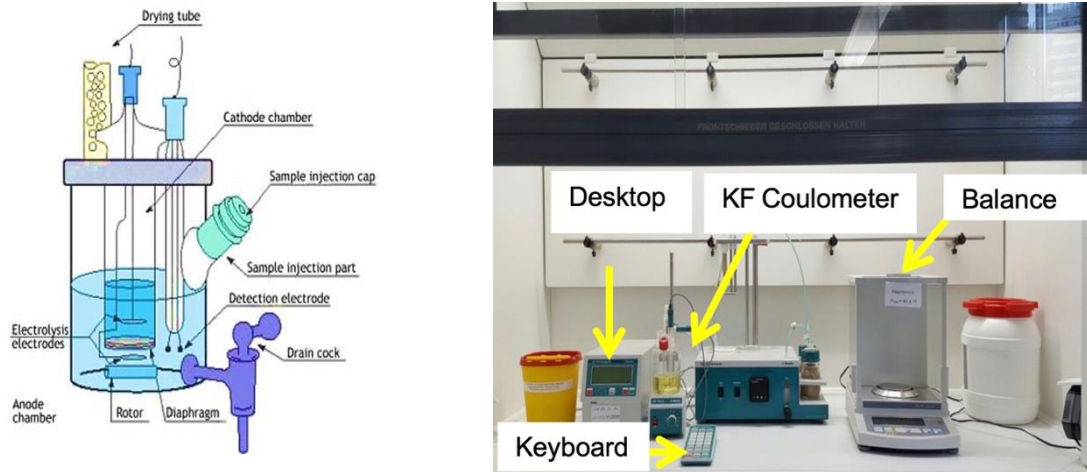 Drying tube
Cathode chamber
Sample injection cap
Sample injection part
Detection electrode
Electrolysis
electrodes
Drain cock
Anode
chamber
Rotor
Diaphragm
FRONTSCHIEBER GESCHLOSSEN HALTEN
Desktop
KF Coulometer
Balance
Keyboard